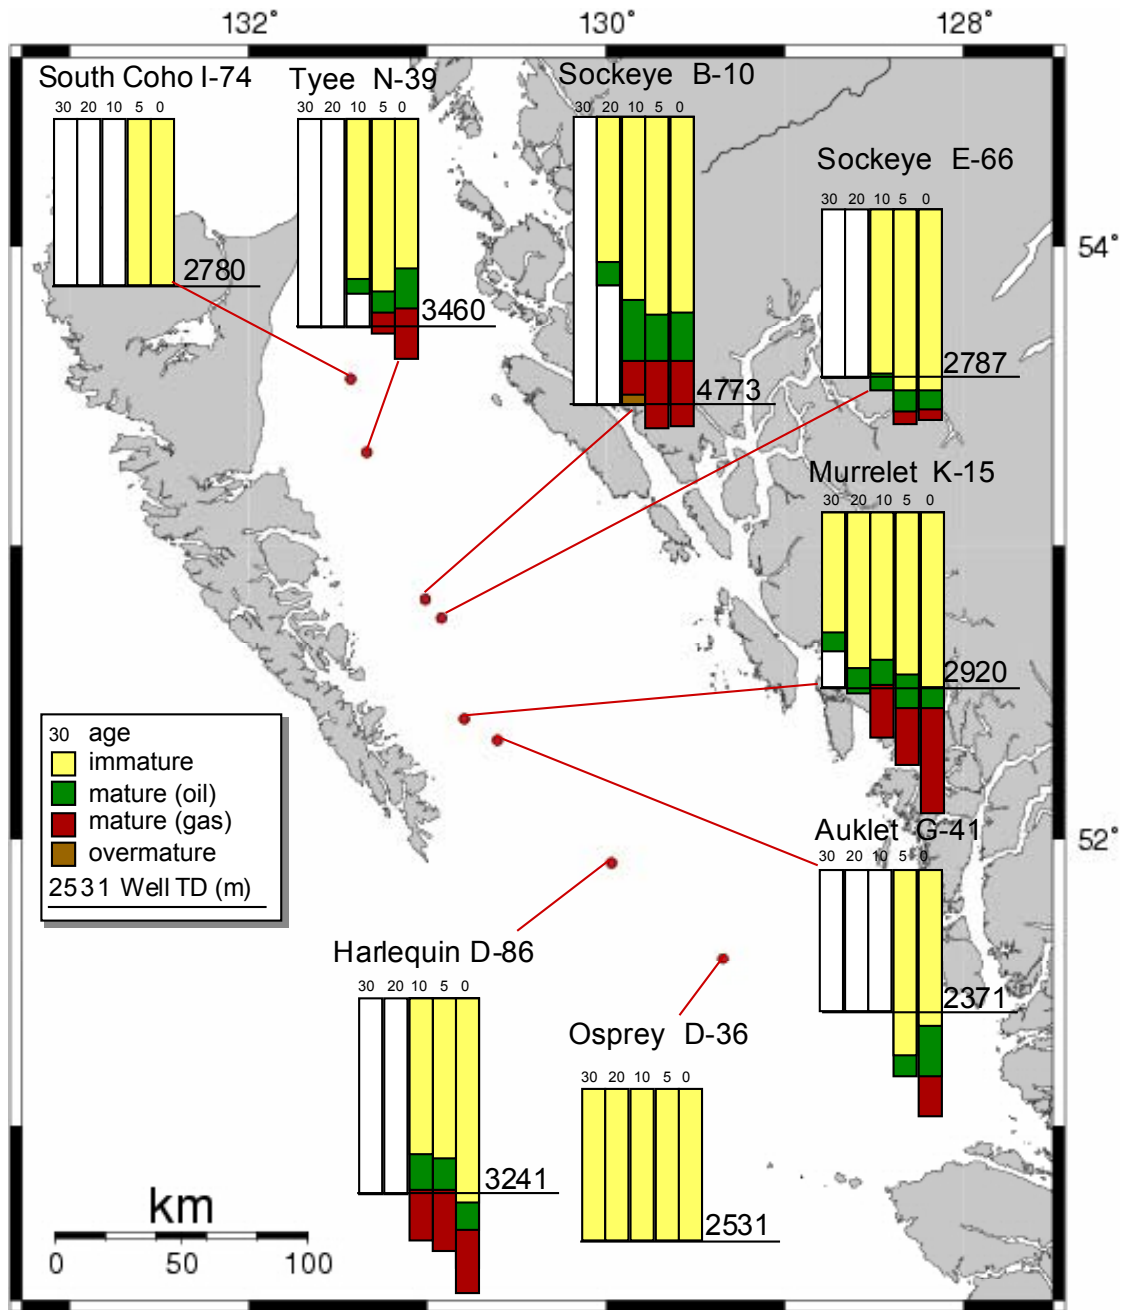 132° 130° 128°
South Coho I-74
30 20 10 5 0
2780
Tyee N-39
30 20 10 5 0
3460
Sockeye B-10
30 20 10 5 0
4773
Sockeye E-66
30 20 10 5 0
2787
54°
Murrelet K-15
30 20 10 5 0
2920
30 age
immature
mature (oil)
mature (gas)
overmature
2531 Well TD (m)
52°
Auklet G-41
30 20 10 5 0
2371
Harlequin D-86
30 20 10 5 0
3241
Osprey D-36
30 20 10 5 0
2531
km
0 50 100